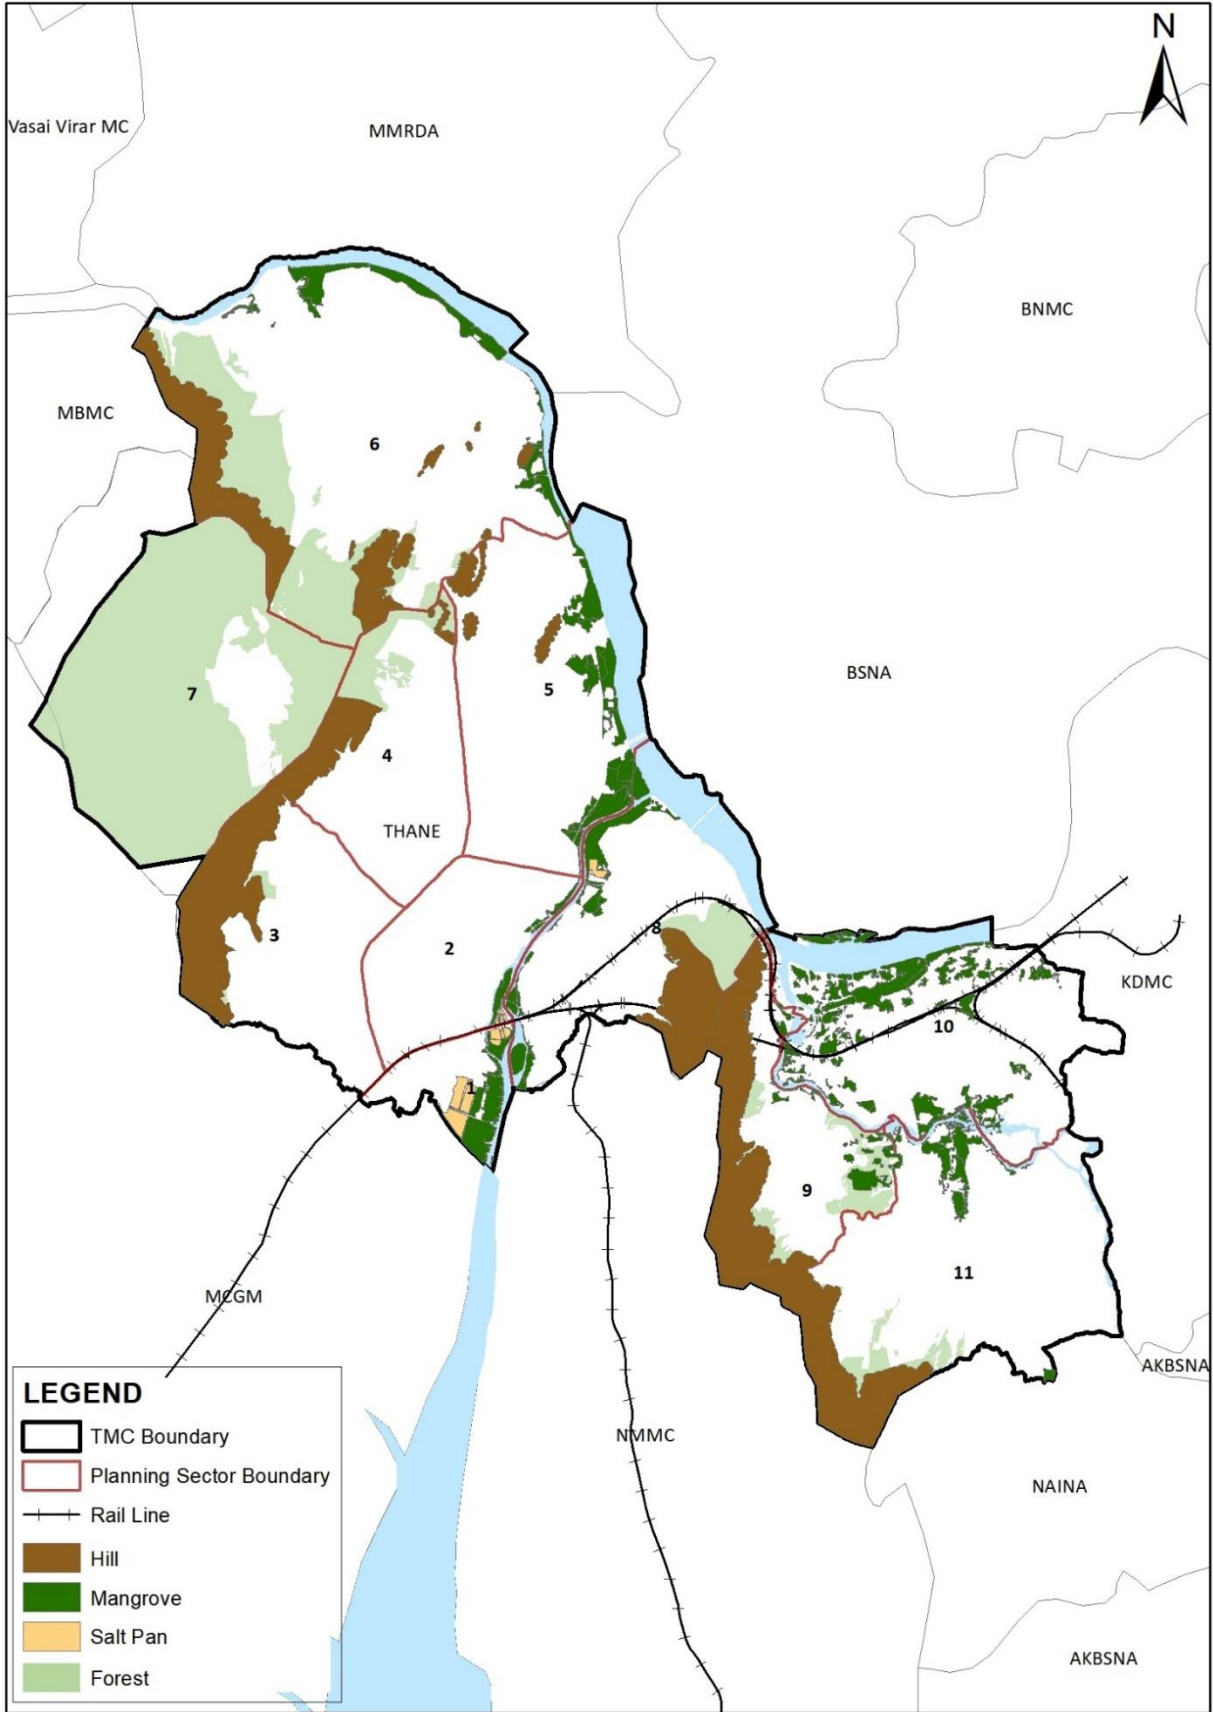 N
Vasai Virar MC
MMRDA
BNMC
MBMC
6
BSNA
7
5
4
THANE
3
2
8
KDMC
10
1
9
11
MCGM
AKBSNA
NMMC
NAINA
AKBSNA
LEGEND
TMC Boundary
Planning Sector Boundary
Rail Line
Hill
Mangrove
Salt Pan
Forest